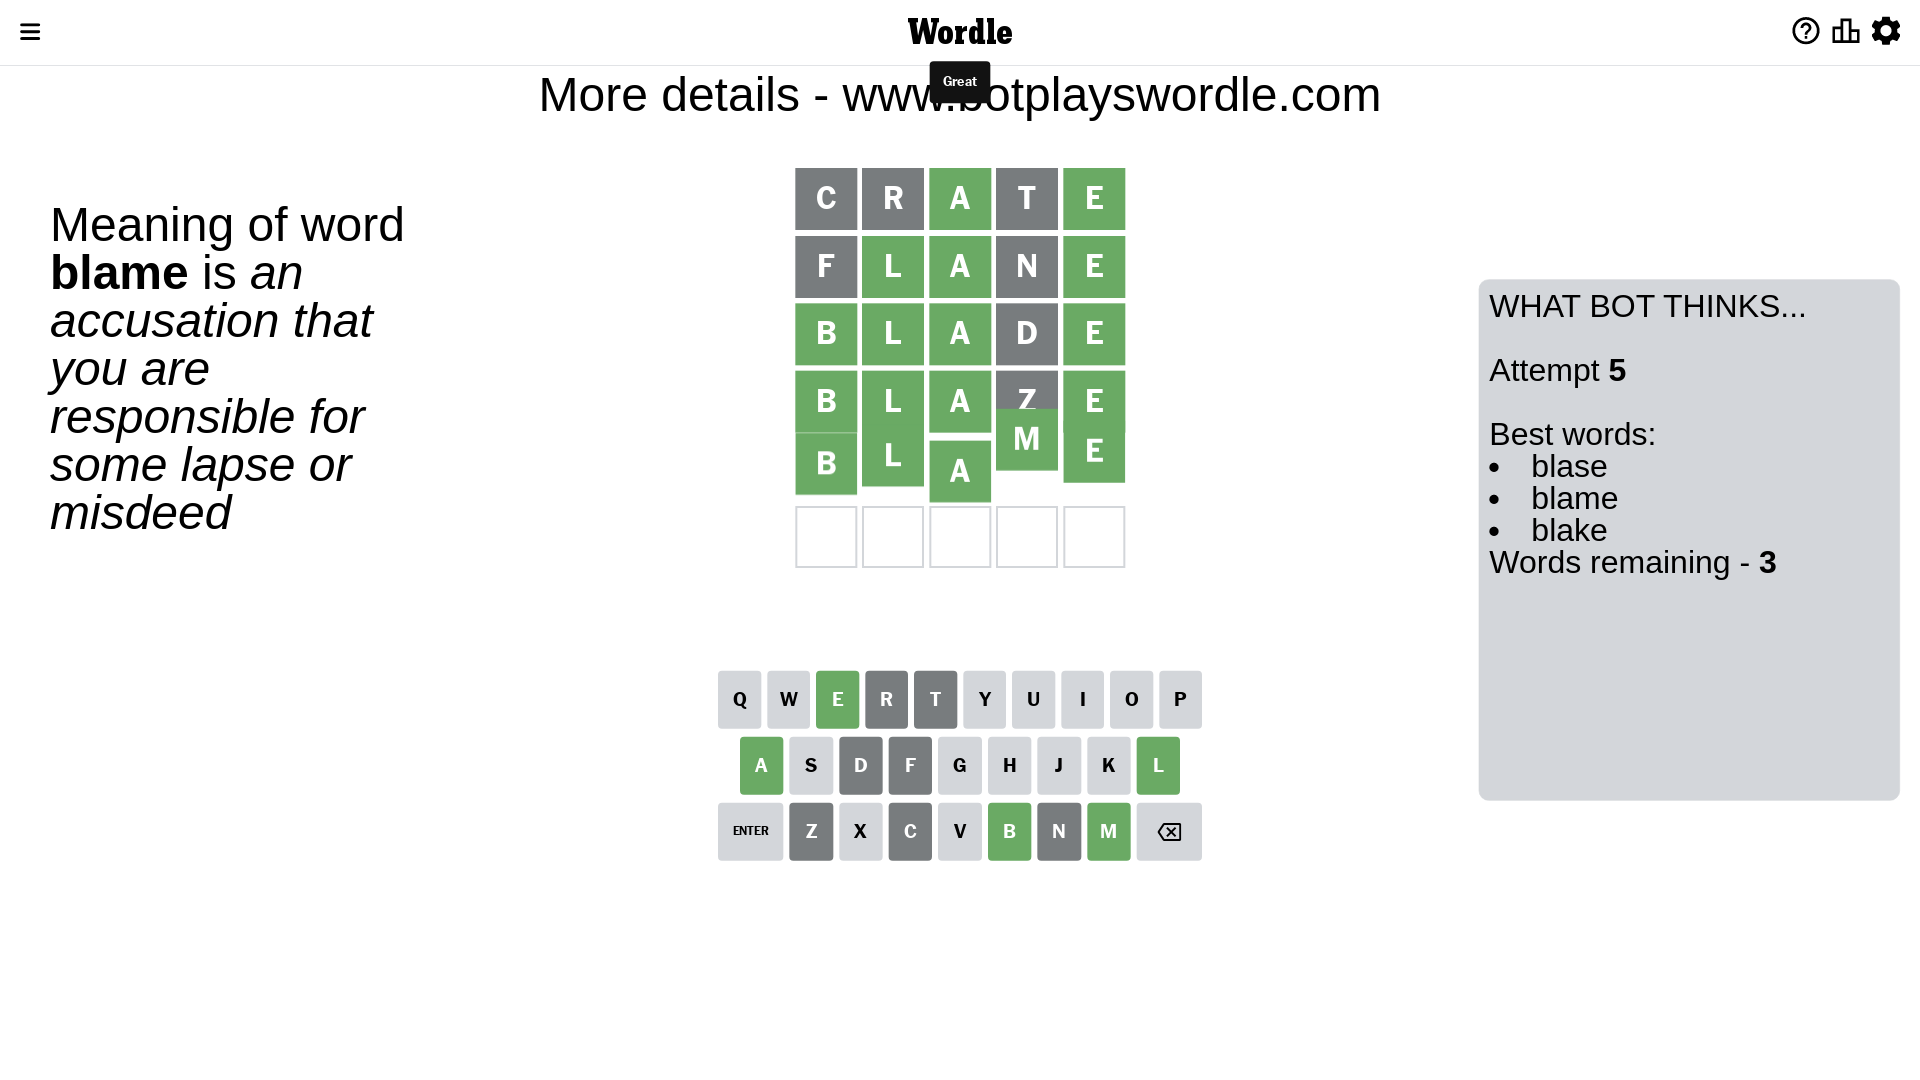 Wordle
Great
More details - www.botplayswordle.com
Meaning of word
blame is an
accusation that
you are
responsible for
some lapse or
misdeed
C R A T E
F L A N E
B L A D E
B L A Z E
B L A M E
WHAT BOT THINKS...
Attempt 5
Best words:
• blase
• blame
• blake
Words remaining - 3
Q W E R T Y U I O P
A S D F G H J K L
ENTER Z X C V B N M